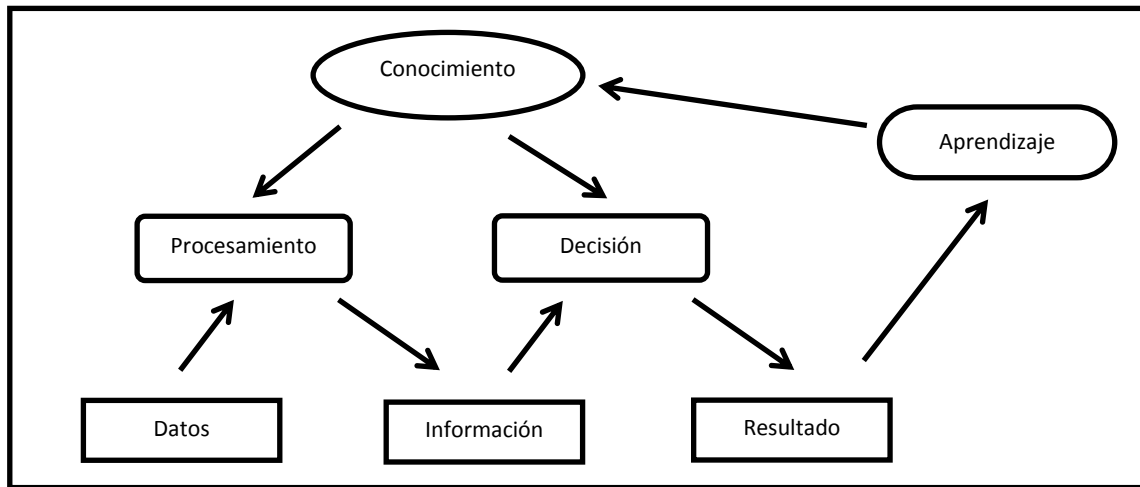 Conocimiento
Aprendizaje
Procesamiento
Decisión
Datos
Información
Resultado